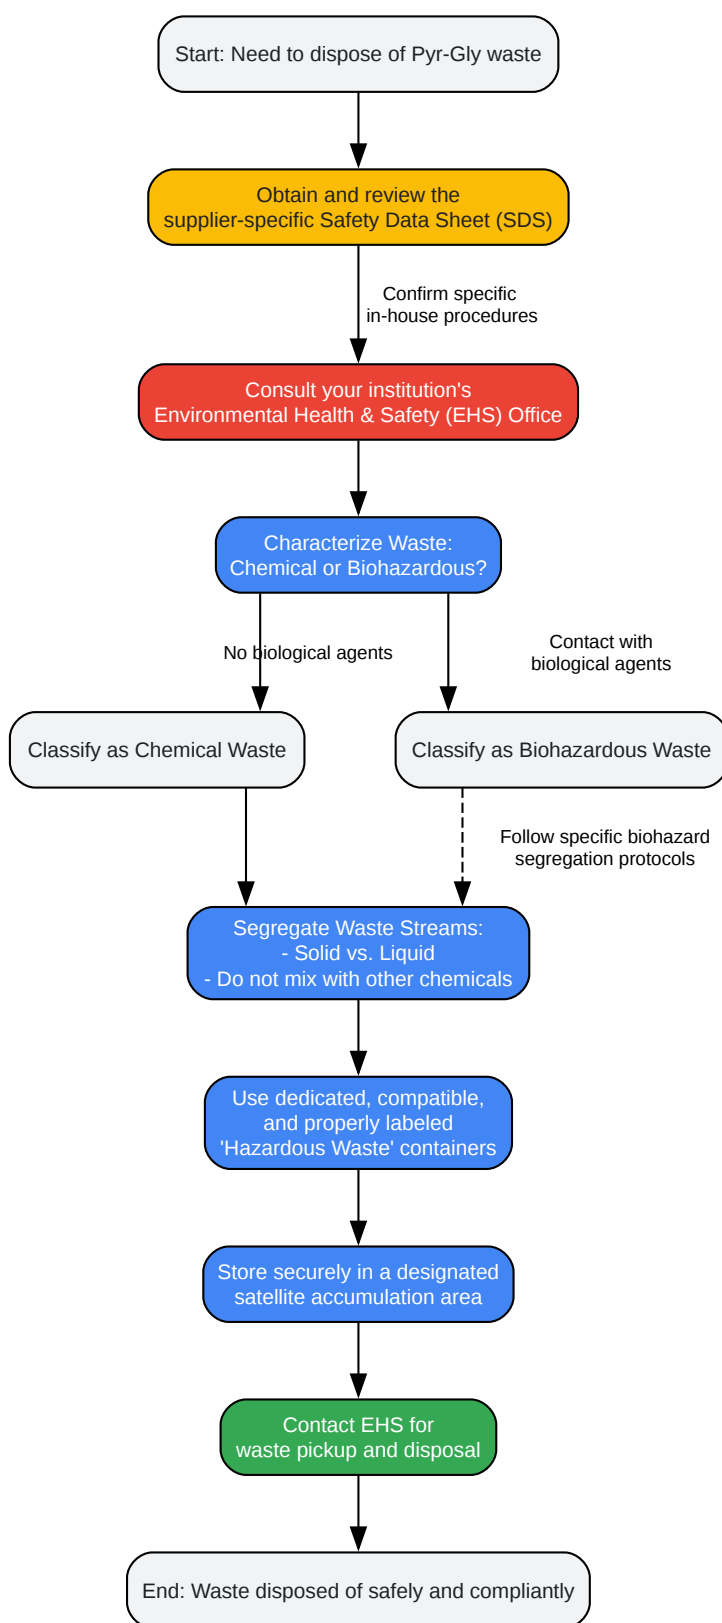 Start: Need to dispose of Pyr-Gly waste
Obtain and review the
supplier-specific Safety Data Sheet (SDS)
Confirm specific
in-house procedures
Consult your institution's
Environmental Health & Safety (EHS) Office
Characterize Waste:
Chemical or Biohazardous?
No biological agents
Contact with
biological agents
Classify as Chemical Waste
Classify as Biohazardous Waste
Follow specific biohazard
segregation protocols
Segregate Waste Streams:
- Solid vs. Liquid
- Do not mix with other chemicals
Use dedicated, compatible,
and properly labeled
'Hazardous Waste' containers
Store securely in a designated
satellite accumulation area
Contact EHS for
waste pickup and disposal
End: Waste disposed of safely and compliantly